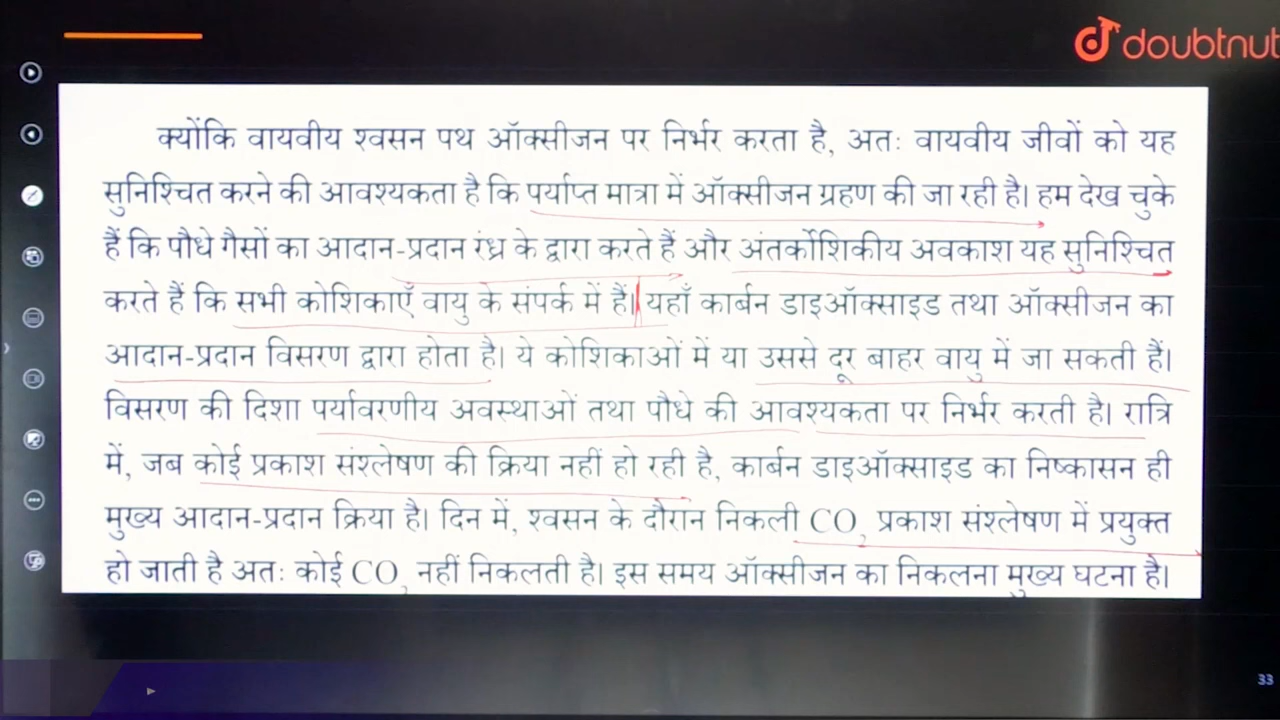 doubtnut
क्योंकि वायवीय श्वसन पथ ऑक्सीजन पर निर्भर करता है, अतः वायवीय जीवों को यह
सुनिश्चित करने की आवश्यकता है कि पर्याप्त मात्रा में ऑक्सीजन ग्रहण की जा रही है। हम देख चुके
हैं कि पौधे गैसों का आदान-प्रदान रंध्र के द्वारा करते हैं और अंतर्कोशिकीय अवकाश यह सुनिश्चित
करते हैं कि सभी कोशिकाएँ वायु के संपर्क में हैं। यहाँ कार्बन डाइऑक्साइड तथा ऑक्सीजन का
आदान-प्रदान विसरण द्वारा होता है। ये कोशिकाओं में या उससे दूर बाहर वायु में जा सकती हैं।
विसरण की दिशा पर्यावरणीय अवस्थाओं तथा पौधे की आवश्यकता पर निर्भर करती है। रात्रि
में, जब कोई प्रकाश संश्लेषण की क्रिया नहीं हो रही है, कार्बन डाइऑक्साइड का निष्कासन ही
मुख्य आदान-प्रदान क्रिया है। दिन में, श्वसन के दौरान निकली CO₂ प्रकाश संश्लेषण में प्रयुक्त
हो जाती है अतः कोई CO₂ नहीं निकलती है। इस समय ऑक्सीजन का निकलना मुख्य घटना है।
33